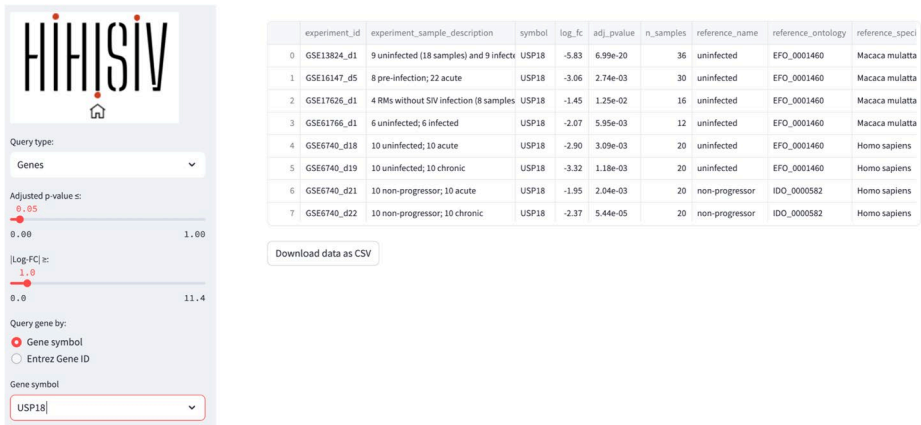 HIHISIV
Query type:
Genes
Adjusted p-value ≤:
0.05
0.00 1.00
|Log-FC| ≥:
1.0
0.0 11.4
Query gene by:
Gene symbol
Entrez Gene ID
Gene symbol
USP18
experiment_id experiment_sample_description symbol log_fc adj_pvalue n_samples reference_name reference_ontology reference_speci
0 GSE13824_d1 9 uninfected (18 samples) and 9 infecte USP18 -5.83 6.99e-20 36 uninfected EFO_0001460 Macaca mulatta
1 GSE16147_d5 8 pre-infection; 22 acute USP18 -3.06 2.74e-03 30 uninfected EFO_0001460 Macaca mulatta
2 GSE17626_d1 4 RMs without SIV infection (8 samples USP18 -1.45 1.25e-02 16 uninfected EFO_0001460 Macaca mulatta
3 GSE61766_d1 6 uninfected; 6 infected USP18 -2.07 5.95e-03 12 uninfected EFO_0001460 Macaca mulatta
4 GSE6740_d18 10 uninfected; 10 acute USP18 -2.90 3.09e-03 20 uninfected EFO_0001460 Homo sapiens
5 GSE6740_d19 10 uninfected; 10 chronic USP18 -3.32 1.18e-03 20 uninfected EFO_0001460 Homo sapiens
6 GSE6740_d21 10 non-progressor; 10 acute USP18 -1.95 2.04e-03 20 non-progressor IDO_0000582 Homo sapiens
7 GSE6740_d22 10 non-progressor; 10 chronic USP18 -2.37 5.44e-05 20 non-progressor IDO_0000582 Homo sapiens
Download data as CSV